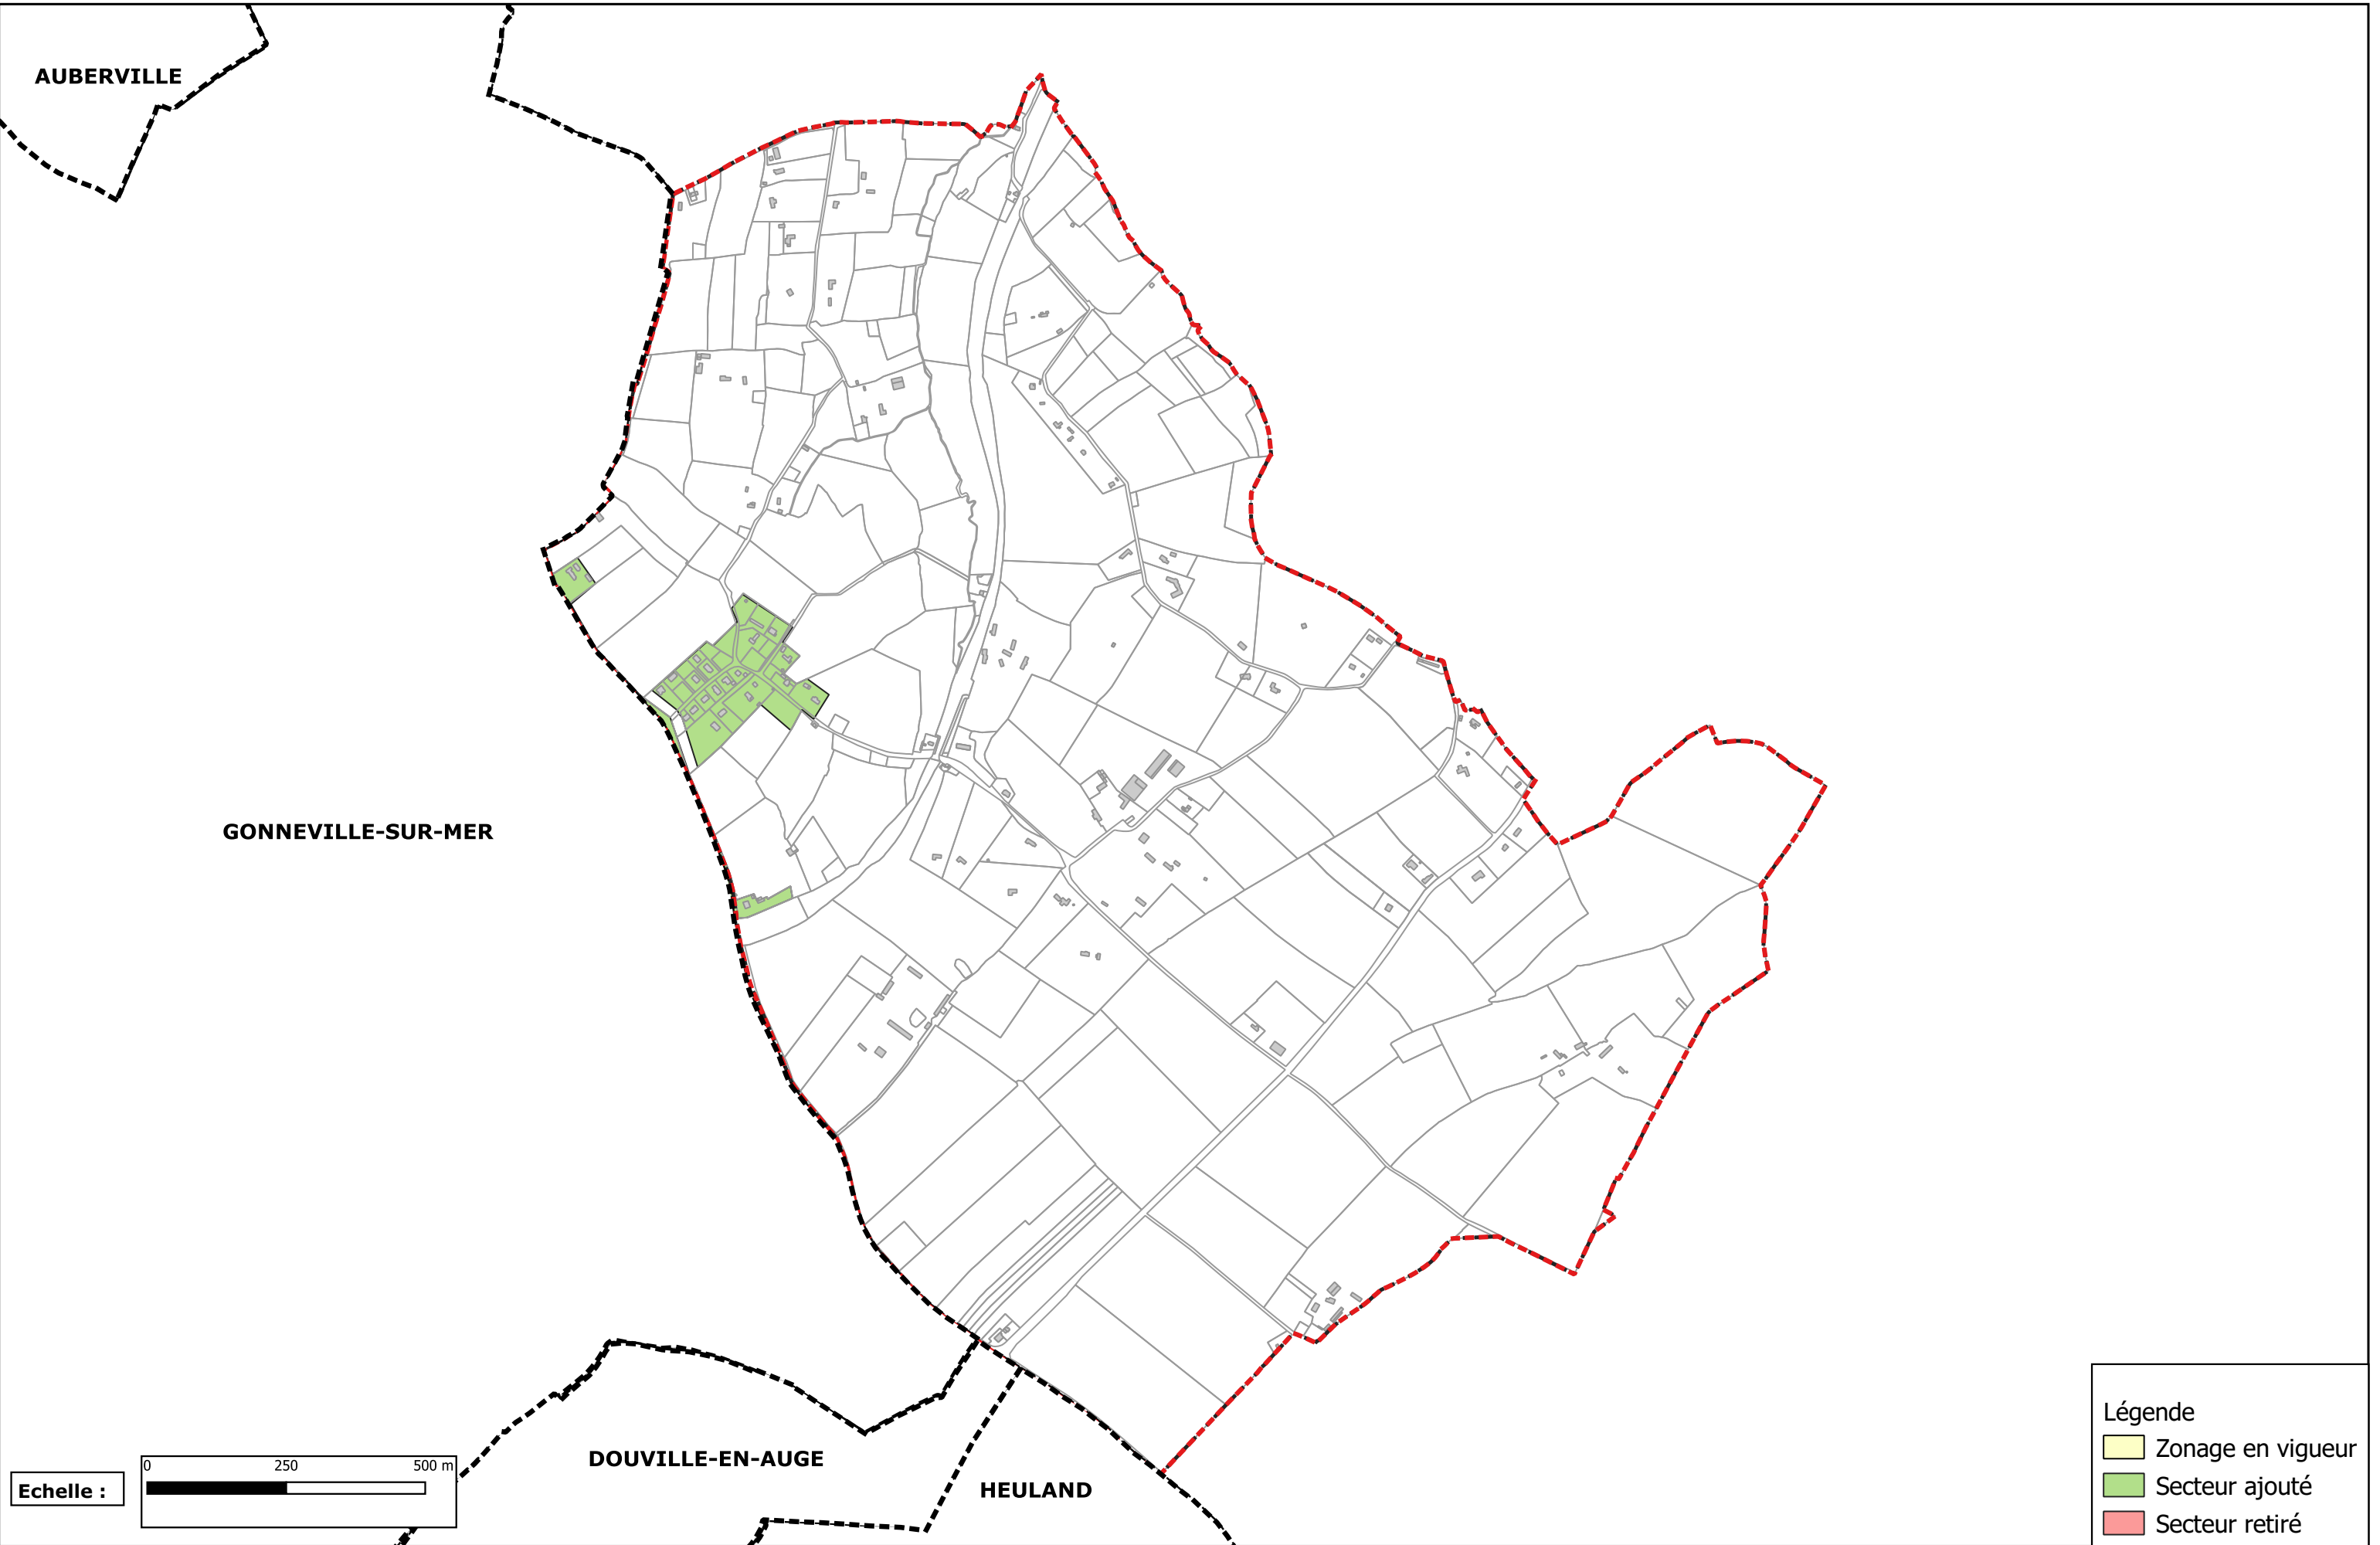 AUBERVILLE
GONNEVILLE-SUR-MER
DOUVILLE-EN-AUGE
HEULAND
Echelle :
0 250 500 m
Légende
Zonage en vigueur
Secteur ajouté
Secteur retiré